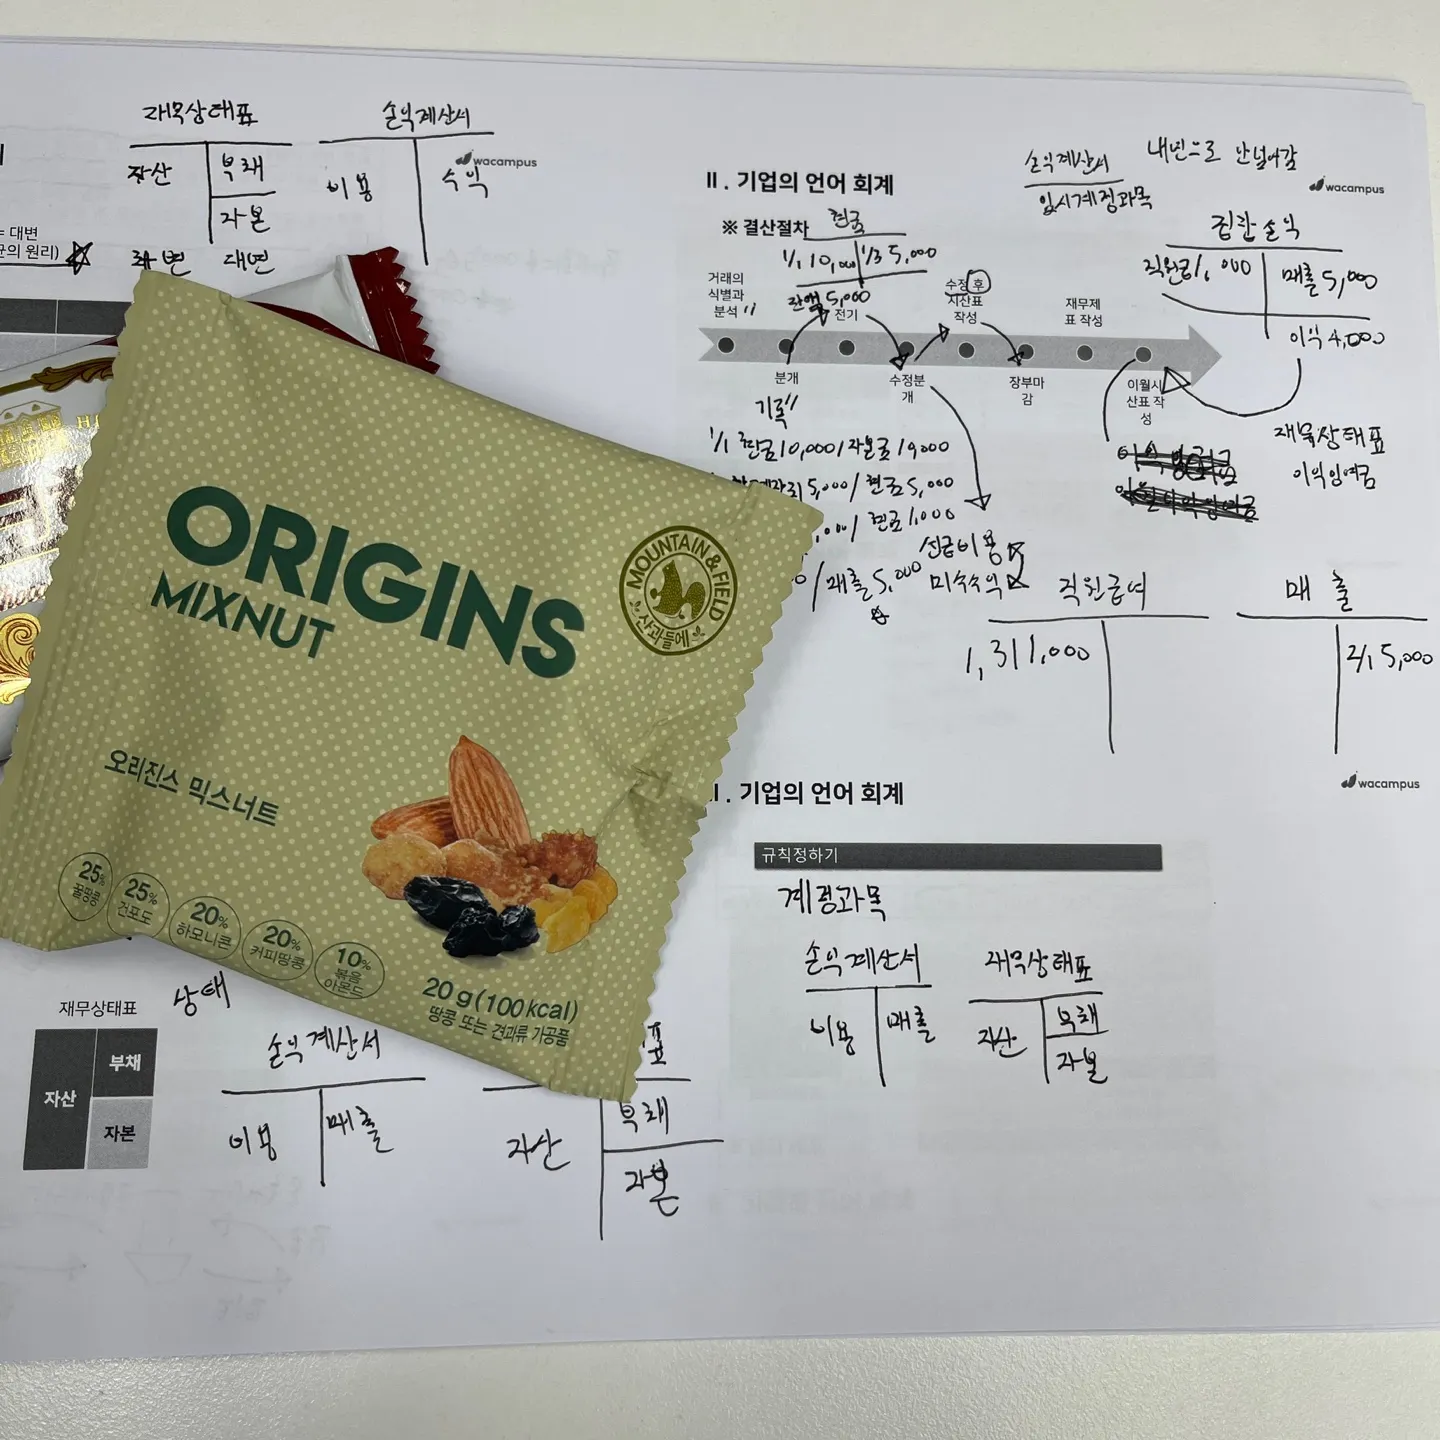 재무상태표
손익계산서
자산
부채
자본
비용
수익
wacampus
= 대변
의 원리)
대변
II. 기업의 언어 회계
손익계산서
임시계정과목
내년으로 안넘어감
wacampus
※ 결산절차
현금
1/1 10,000
1/3 5,000
잔액 5,000
집합손익
직원급 1,000
매출 5,000
이익 4,000
거래의
식별과
분석
전기
수정 후
시산표
작성
재무제
표 작성
분개
수정분
개
장부마
감
이월시
산표 작
성
기록
1/1 현금 10,000 / 자본금 10,000
5,000 / 현금 5,000
/ 현금 1,000
/ 매출 5,000
선급비용
미수수익
재무상태표
이익잉여금
직원급여
1,311,000
매출
5,000
ORIGINS
MIXNUT
MOUNTAIN & FIELD
산과들에
오리진스 믹스너트
25%
꿀땅콩
25%
건포도
20%
하모니콘
20%
커피땅콩
10%
볶음
아몬드
20 g (100 kcal)
땅콩 또는 견과류 가공품
. 기업의 언어 회계
wacampus
규칙정하기
계정과목
손익계산서
비용
매출
재무상태표
자산
부채
자본
재무상태표
상태
자산
부채
자본
손익계산서
비용
매출
표
자산
부채
자본